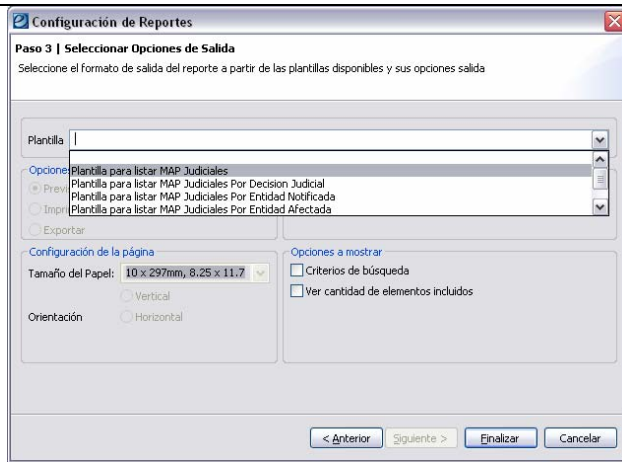 Configuración de Reportes
Paso 3 | Seleccionar Opciones de Salida
Seleccione el formato de salida del reporte a partir de las plantillas disponibles y sus opciones salida
Plantilla
Plantilla para listar MAP Judiciales
Plantilla para listar MAP Judiciales Por Decision Judicial
Plantilla para listar MAP Judiciales Por Entidad Notificada
Plantilla para listar MAP Judiciales Por Entidad Afectada
Exportar
Configuración de la página
Tamaño del Papel: 10 x 297mm, 8.25 x 11.7
Vertical
Orientación Horizontal
Opciones a mostrar
Criterios de búsqueda
Ver cantidad de elementos incluidos
< Anterior Siguiente > Finalizar Cancelar